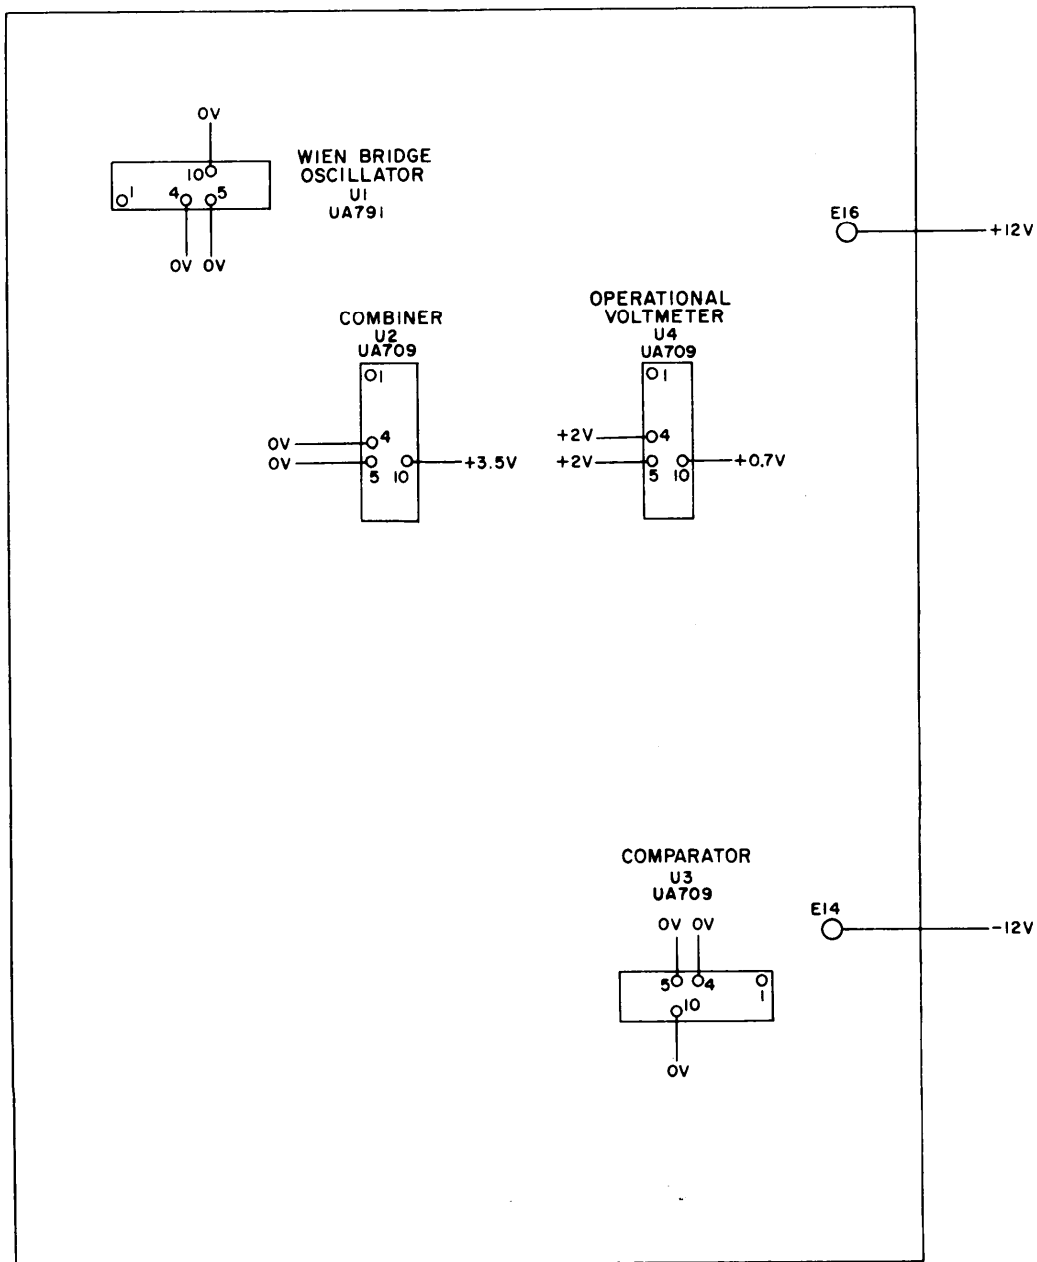 0V
WIEN BRIDGE
OSCILLATOR
U1
UA791
10
1
4
5
0V 0V
E16
+12V
COMBINER
U2
UA709
1
0V
4
0V
5 10
+3.5V
OPERATIONAL
VOLTMETER
U4
UA709
1
+2V
4
+2V
5 10
+0.7V
COMPARATOR
U3
UA709
0V 0V
5 4
1
10
0V
E14
-12V